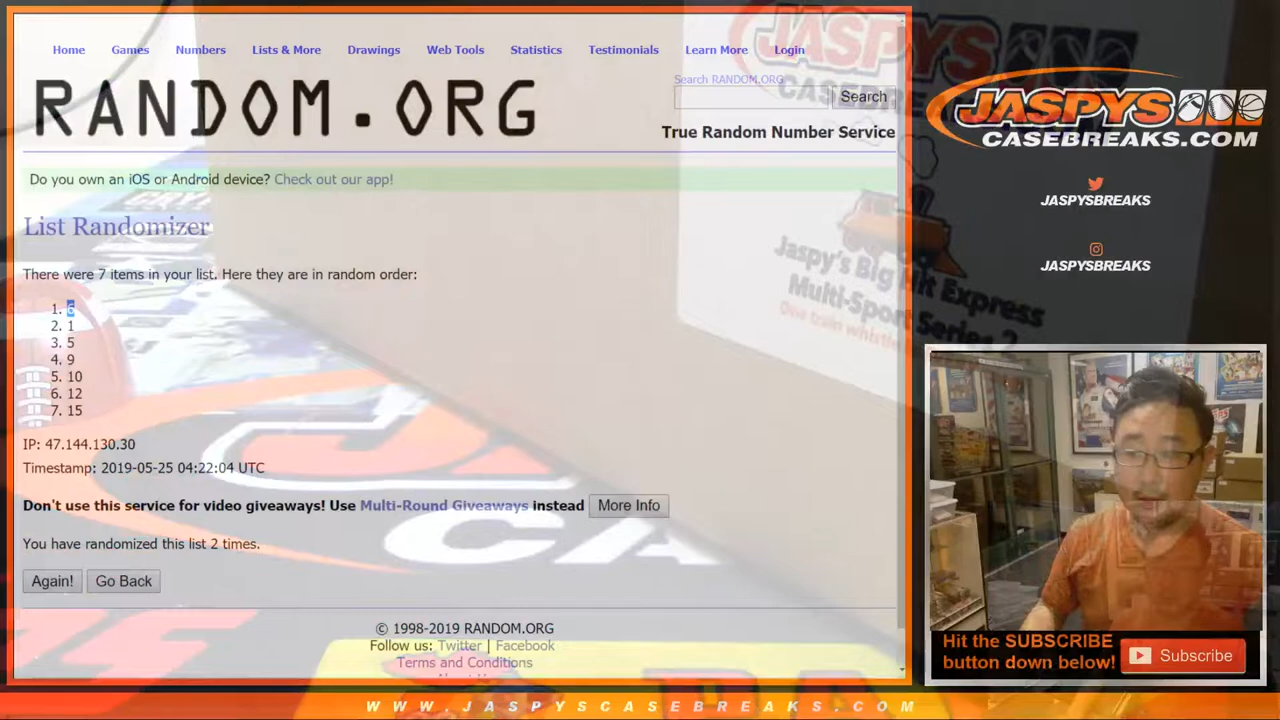 Home Games Numbers Lists & More Drawings Web Tools Statistics Testimonials Learn More Login
RANDOM.ORG
Search RANDOM.ORG
Search
True Random Number Service
Do you own an iOS or Android device? Check out our app!
List Randomizer
There were 7 items in your list. Here they are in random order:
1. 6
2. 1
3. 5
4. 9
5. 10
6. 12
7. 15
IP: 47.144.130.30
Timestamp: 2019-05-25 04:22:04 UTC
Don't use this service for video giveaways! Use Multi-Round Giveaways instead More Info
You have randomized this list 2 times.
Again! Go Back
© 1998-2019 RANDOM.ORG
Follow us: Twitter | Facebook
Terms and Conditions
JASPYS
Jaspy's Big Hit Express
Multi-Sport Series 2
JASPYS
CASEBREAKS.COM
JASPYSBREAKS
JASPYSBREAKS
Hit the SUBSCRIBE
button down below!
Subscribe
WWW.JASPYSCASEBREAKS.COM